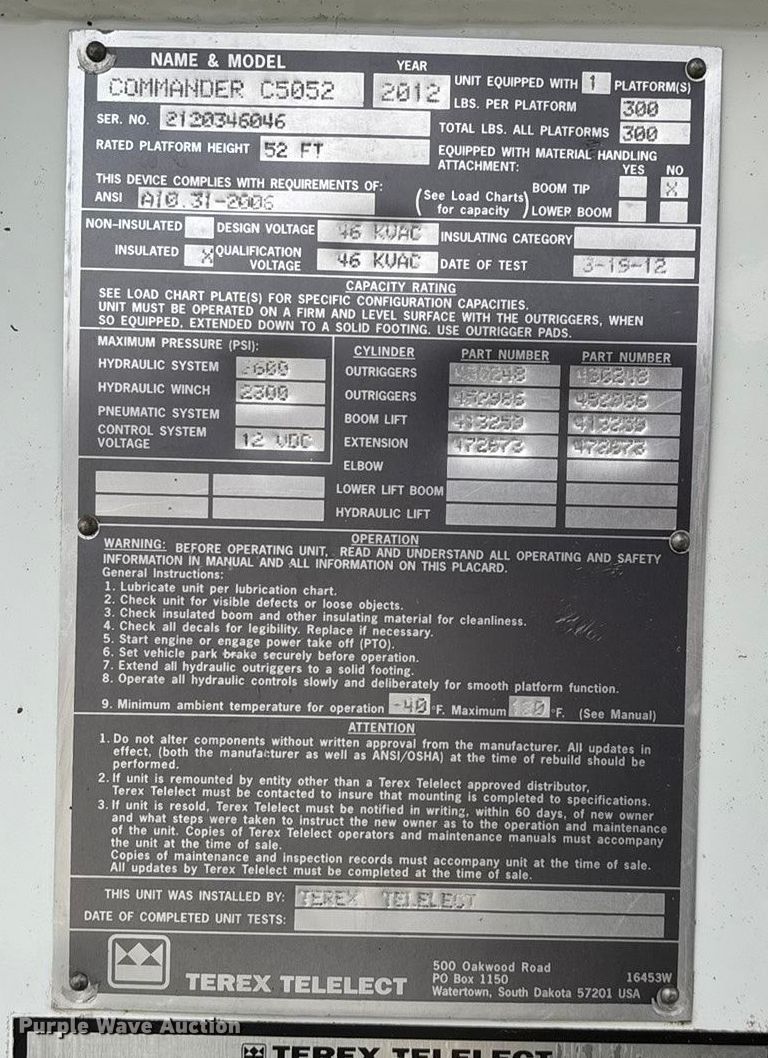 NAME & MODEL YEAR
COMMANDER C5052 2012 UNIT EQUIPPED WITH 1 PLATFORM(S)
LBS. PER PLATFORM 300
SER. NO. 2120346046 TOTAL LBS. ALL PLATFORMS 300
RATED PLATFORM HEIGHT 52 FT EQUIPPED WITH MATERIAL HANDLING
ATTACHMENT: YES NO
THIS DEVICE COMPLIES WITH REQUIREMENTS OF: BOOM TIP X
ANSI A10.31-2006 (See Load Charts for capacity) LOWER BOOM
NON-INSULATED DESIGN VOLTAGE 46 KVAC INSULATING CATEGORY
INSULATED X QUALIFICATION VOLTAGE 46 KVAC DATE OF TEST 3-19-12
CAPACITY RATING
SEE LOAD CHART PLATE(S) FOR SPECIFIC CONFIGURATION CAPACITIES.
UNIT MUST BE OPERATED ON A FIRM AND LEVEL SURFACE WITH THE OUTRIGGERS, WHEN
SO EQUIPPED, EXTENDED DOWN TO A SOLID FOOTING. USE OUTRIGGER PADS.
MAXIMUM PRESSURE (PSI):
HYDRAULIC SYSTEM
HYDRAULIC WINCH 2300
PNEUMATIC SYSTEM
CONTROL SYSTEM
VOLTAGE 12 VDC
CYLINDER PART NUMBER PART NUMBER
OUTRIGGERS
OUTRIGGERS 452986 452986
BOOM LIFT 413259 413259
EXTENSION 472673 472673
ELBOW
LOWER LIFT BOOM
HYDRAULIC LIFT
OPERATION
WARNING: BEFORE OPERATING UNIT, READ AND UNDERSTAND ALL OPERATING AND SAFETY
INFORMATION IN MANUAL AND ALL INFORMATION ON THIS PLACARD.
General Instructions:
1. Lubricate unit per lubrication chart.
2. Check unit for visible defects or loose objects.
3. Check insulated boom and other insulating material for cleanliness.
4. Check all decals for legibility. Replace if necessary.
5. Start engine or engage power take off (PTO).
6. Set vehicle park brake securely before operation.
7. Extend all hydraulic outriggers to a solid footing.
8. Operate all hydraulic controls slowly and deliberately for smooth platform function.
9. Minimum ambient temperature for operation -40 °F. Maximum °F. (See Manual)
ATTENTION
1. Do not alter components without written approval from the manufacturer. All updates in
effect, (both the manufacturer as well as ANSI/OSHA) at the time of rebuild should be
performed.
2. If unit is remounted by entity other than a Terex Telelect approved distributor,
Terex Telelect must be contacted to insure that mounting is completed to specifications.
3. If unit is resold, Terex Telelect must be notified in writing, within 60 days, of new owner
and what steps were taken to instruct the new owner as to the operation and maintenance
of the unit. Copies of Terex Telelect operators and maintenance manuals must accompany
the unit at the time of sale.
Copies of maintenance and inspection records must accompany unit at the time of sale.
All updates by Terex Telelect must be completed at the time of sale.
THIS UNIT WAS INSTALLED BY: TEREX TELELECT
DATE OF COMPLETED UNIT TESTS:
TEREX TELELECT
500 Oakwood Road
PO Box 1150
Watertown, South Dakota 57201 USA
16453W
Purple Wave Auction
TEREX TELELECT